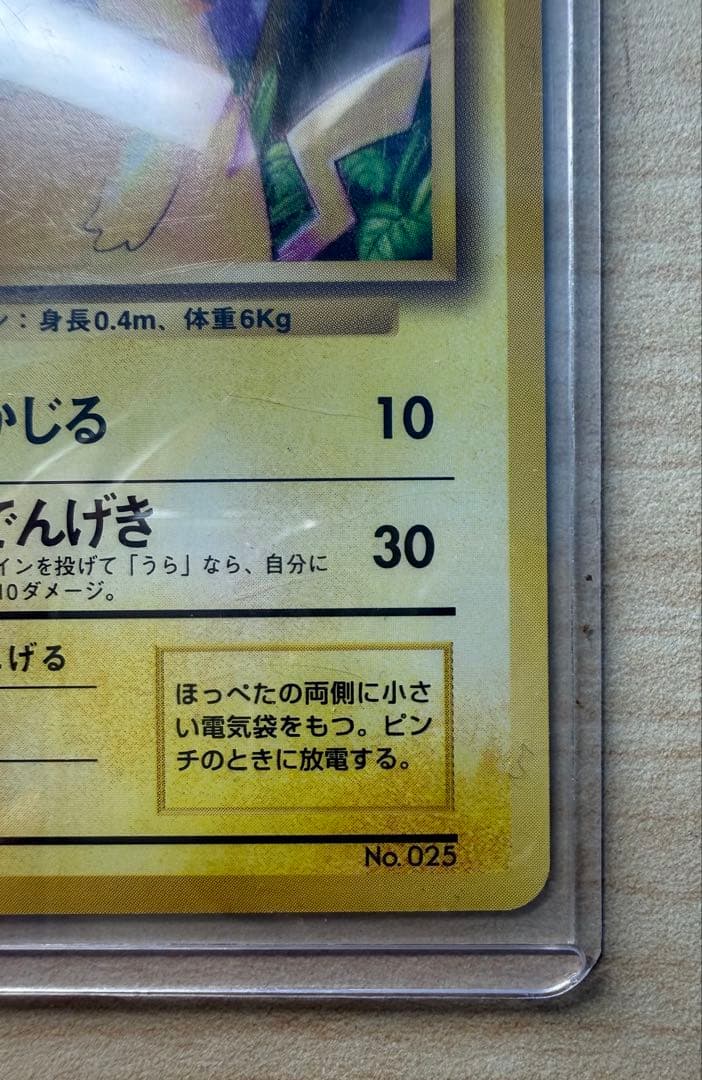 ン：身長0.4m、体重6Kg
かじる 10
でんげき 30
インを投げて「うら」なら、自分に
10ダメージ。
げる
ほっぺたの両側に小さ
い電気袋をもつ。ピン
チのときに放電する。
No. 025